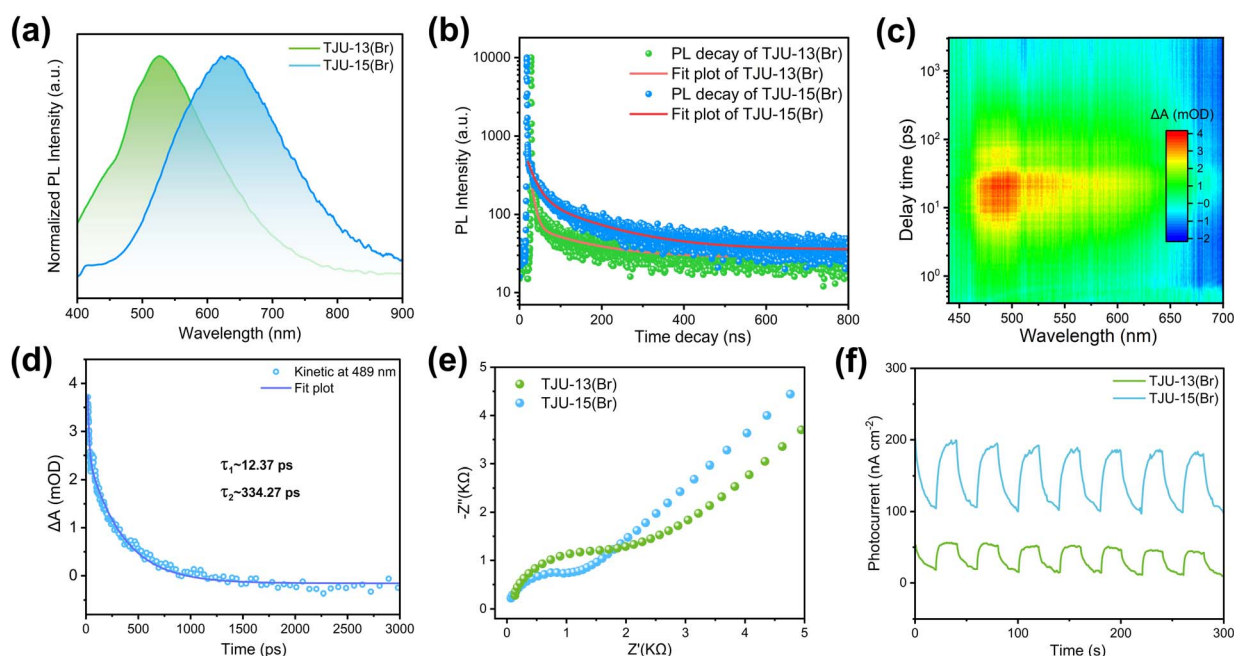 (a)
TJU-13(Br)
TJU-15(Br)
Normalized PL Intensity (a.u.)
400 500 600 700 800 900
Wavelength (nm)
(b)
PL decay of TJU-13(Br)
Fit plot of TJU-13(Br)
PL decay of TJU-15(Br)
Fit plot of TJU-15(Br)
PL Intensity (a.u.)
10000
1000
100
10
0 200 400 600 800
Time decay (ns)
(c)
ΔA (mOD)
4
3
2
1
-0
-1
-2
Delay time (ps)
10³
10²
10¹
10⁰
450 500 550 600 650 700
Wavelength (nm)
(d)
Kinetic at 489 nm
Fit plot
τ₁~12.37 ps
τ₂~334.27 ps
ΔA (mOD)
4
3
2
1
0
0 500 1000 1500 2000 2500 3000
Time (ps)
(e)
TJU-13(Br)
TJU-15(Br)
-Z''(KΩ)
5
4
3
2
1
0
0 1 2 3 4 5
Z'(KΩ)
(f)
TJU-13(Br)
TJU-15(Br)
Photocurrent (nA cm⁻²)
300
200
100
0
0 100 200 300
Time (s)